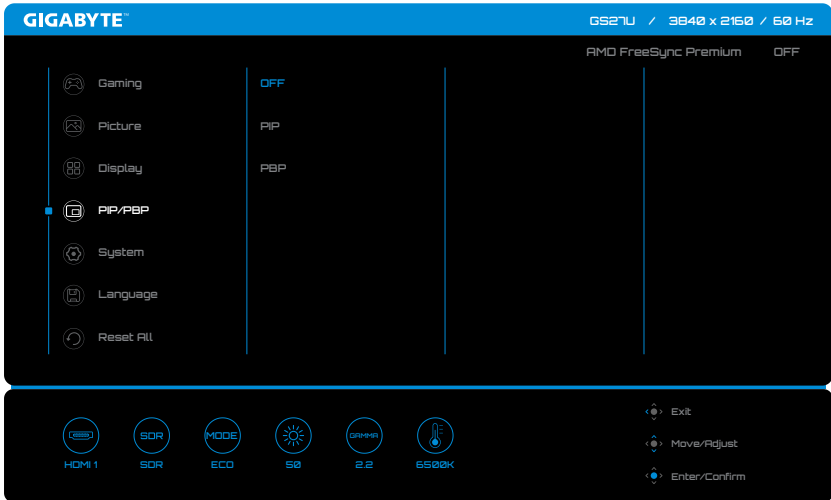 GIGABYTE™ GS27U / 3840 x 2160 / 60 Hz
AMD FreeSync Premium OFF
Gaming OFF
Picture PIP
Display PBP
PIP/PBP
System
Language
Reset All
Exit
SDR MODE GAMMA
Move/Adjust
HDMI 1 SDR ECO 50 2.2 6500K
Enter/Confirm